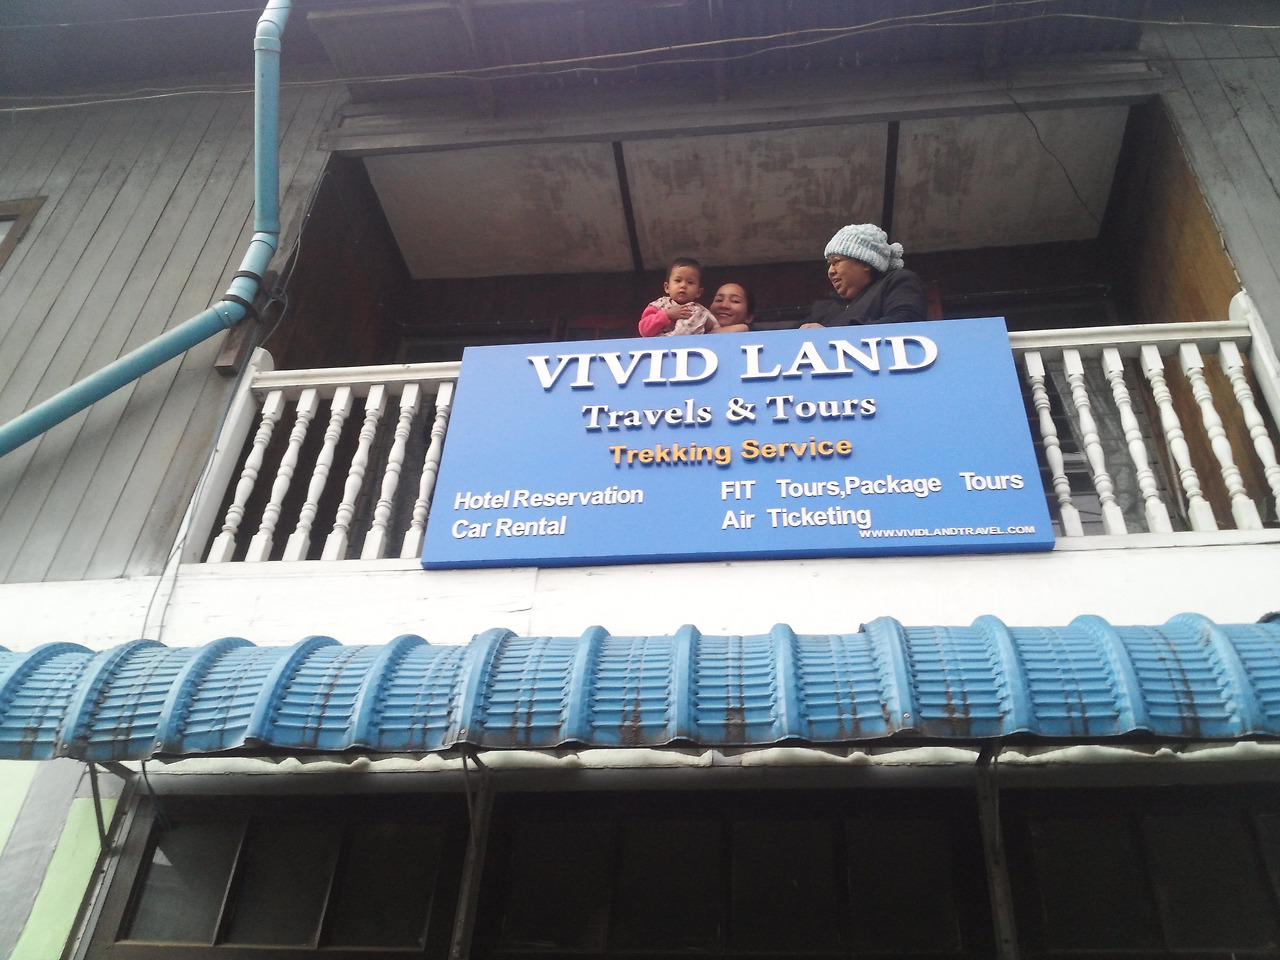 VIVID LAND
Travels & Tours
Trekking Service
Hotel Reservation
Car Rental
FIT Tours,Package Tours
Air Ticketing
WWW.VIVIDLANDTRAVEL.COM